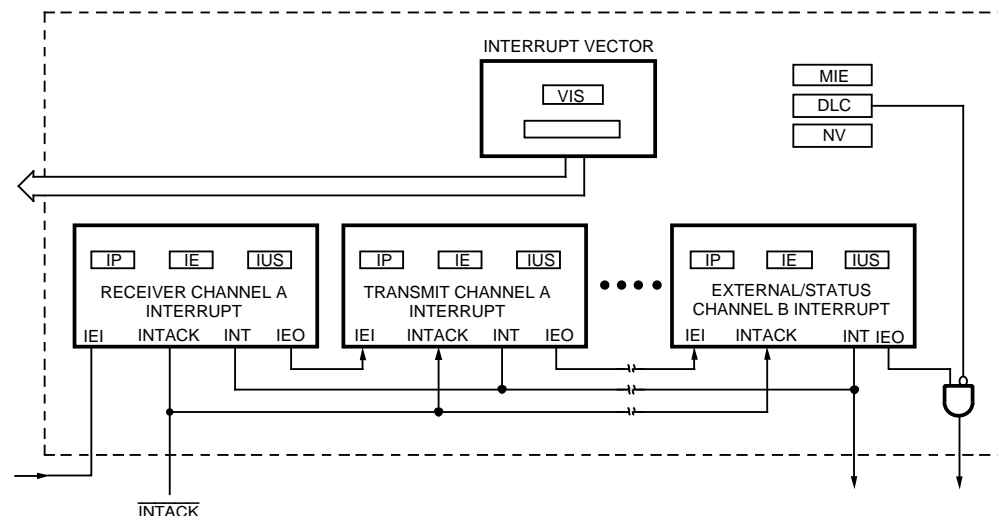 INTERRUPT VECTOR
VIS
MIE
DLC
NV
IP IE IUS
RECEIVER CHANNEL A
INTERRUPT
IEI INTACK INT IEO
IP IE IUS
TRANSMIT CHANNEL A
INTERRUPT
IEI INTACK INT IEO
IP IE IUS
EXTERNAL/STATUS
CHANNEL B INTERRUPT
IEI INTACK INT IEO
INTACK